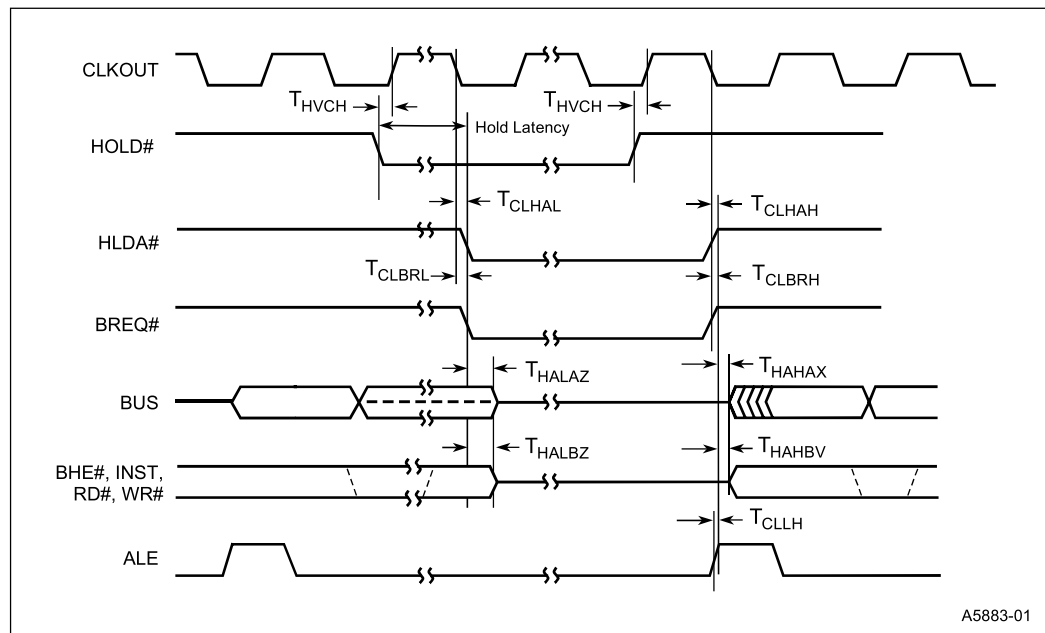 CLKOUT
THVCH
THVCH
Hold Latency
HOLD#
TCLHAL
TCLHAH
HLDA#
TCLBRL
TCLBRH
BREQ#
THALAZ
THAHAX
BUS
THALBZ
THAHBV
BHE#, INST,
RD#, WR#
TCLLH
ALE
A5883-01